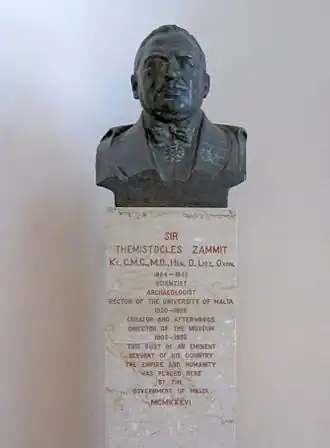 SIR
THEMISTOCLES ZAMMIT
KT. C.M.G., M.D., HON. D. LITT, OXON.
1864–1935
SCIENTIST
ARCHAEOLOGIST
RECTOR OF THE UNIVERSITY OF MALTA
1920–1926
CURATOR AND AFTERWARDS
DIRECTOR OF THE MUSEUM
1903–1935
THIS BUST OF AN EMINENT
SERVANT OF HIS COUNTRY
THE EMPIRE AND HUMANITY
WAS PLACED HERE
BY THE
GOVERNMENT OF MALTA
MCMXXXVI